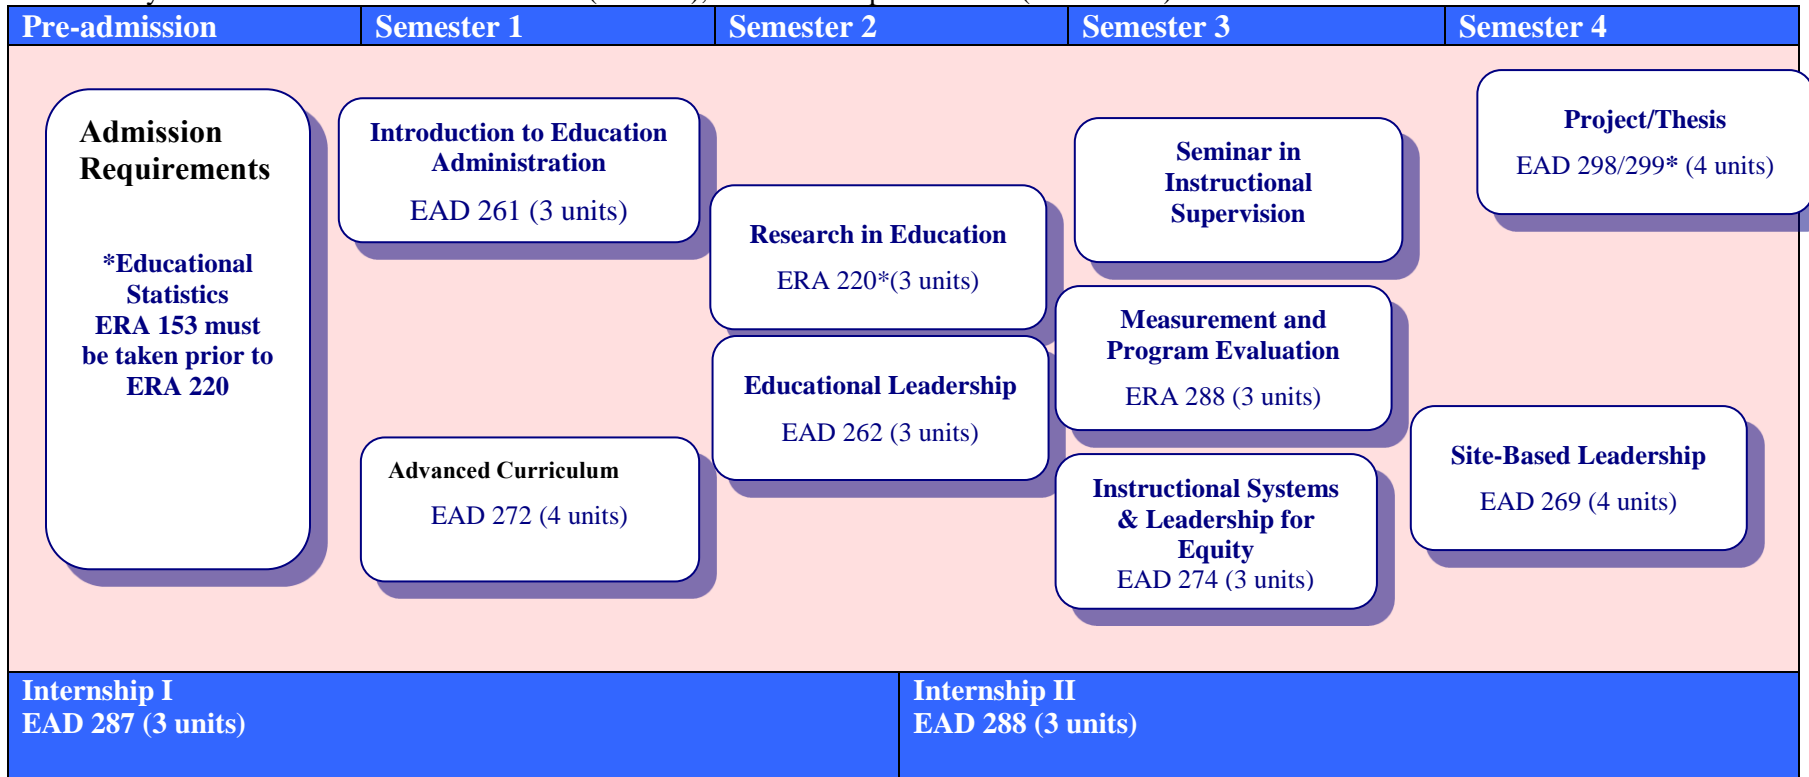 Pre-admission
Semester 1
Semester 2
Semester 3
Semester 4
Admission
Requirements
*Educational
Statistics
ERA 153 must
be taken prior to
ERA 220
Introduction to Education
Administration
EAD 261 (3 units)
Advanced Curriculum
EAD 272 (4 units)
Research in Education
ERA 220*(3 units)
Educational Leadership
EAD 262 (3 units)
Seminar in
Instructional
Supervision
Measurement and
Program Evaluation
ERA 288 (3 units)
Instructional Systems
& Leadership for
Equity
EAD 274 (3 units)
Project/Thesis
EAD 298/299* (4 units)
Site-Based Leadership
EAD 269 (4 units)
Internship I
EAD 287 (3 units)
Internship II
EAD 288 (3 units)